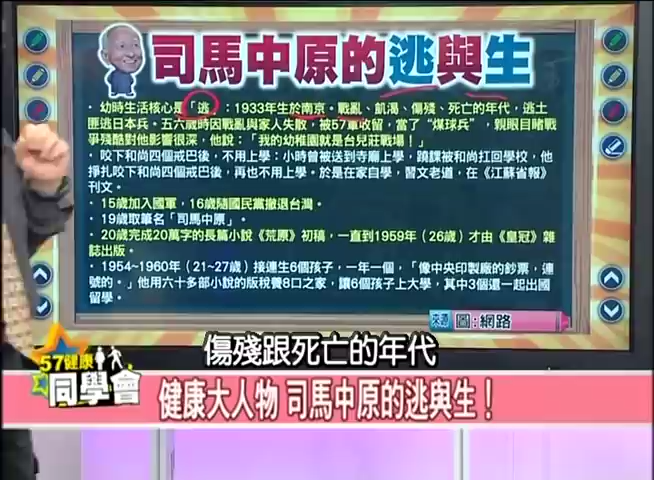 司馬中原的逃與生
· 幼時生活核心是「逃」：1933年生於南京。戰亂、飢渴、傷殘、死亡的年代，逃土
匪逃日本兵。五六歲時因戰亂與家人失散，被57軍收留，當了“煤球兵”，親眼目睹戰
爭殘酷對他影響很深，他說：「我的幼稚園就是台兒莊戰場！」
· 咬下和尚四個戒巴後，不用上學：小時曾被送到寺廟上學，蹺課被和尚扛回學校，他
掙扎咬下和尚四個戒巴，再也不用上學。於是在家自學，習文老道，在《江蘇省報》
刊文。
· 15歲加入國軍，16歲隨國民黨撤退台灣。
· 19歲取筆名「司馬中原」。
· 20歲完成20萬字的長篇小說《荒原》初稿，一直到1959年（26歲）才由《皇冠》雜
誌出版。
· 1954~1960年（21~27歲）接連生6個孩子，一年一個，「像中央印製廠的鈔票，連
號的。」他用六十多部小說的版稅養8口之家，讓6個孩子上大學，其中3個還一起出國
留學。
來源 圖：網路
傷殘跟死亡的年代
57健康
同學會
健康大人物 司馬中原的逃與生！